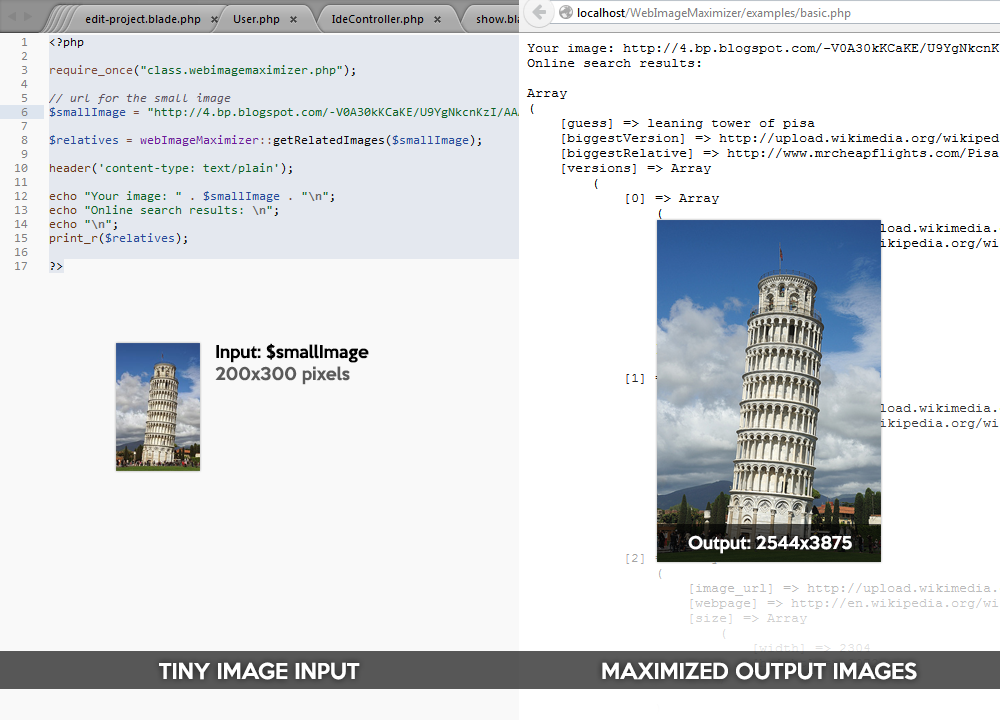 edit-project.blade.php × User.php × IdeController.php × show.bla
1 <?php
2
3 require_once("class.webimagemaximizer.php");
4
5 // url for the small image
6 $smallImage = "http://4.bp.blogspot.com/-V0A30kKCaKE/U9YgNkcnKzI/AA
7
8 $relatives = webImageMaximizer::getRelatedImages($smallImage);
9
10 header('content-type: text/plain');
11
12 echo "Your image: " . $smallImage . "\n";
13 echo "Online search results: \n";
14 echo "\n";
15 print_r($relatives);
16
17 ?>
Input: $smallImage
200x300 pixels
TINY IMAGE INPUT
localhost/WebImageMaximizer/examples/basic.php
Your image: http://4.bp.blogspot.com/-V0A30kKCaKE/U9YgNkcnK
Online search results:
Array
(
[guess] => leaning tower of pisa
[biggestVersion] => http://upload.wikimedia.org/wikiped
[biggestRelative] => http://www.mrcheapflights.com/Pisa
[versions] => Array
(
[0] => Array
(
load.wikimedia.
ikipedia.org/wi
[1] =
load.wikimedia.
ikipedia.org/wi
Output: 2544x3875
[2] =
(
[image_url] => http://upload.wikimedia.
[webpage] => http://en.wikipedia.org/wi
[size] => Array
(
[width] => 2304
MAXIMIZED OUTPUT IMAGES